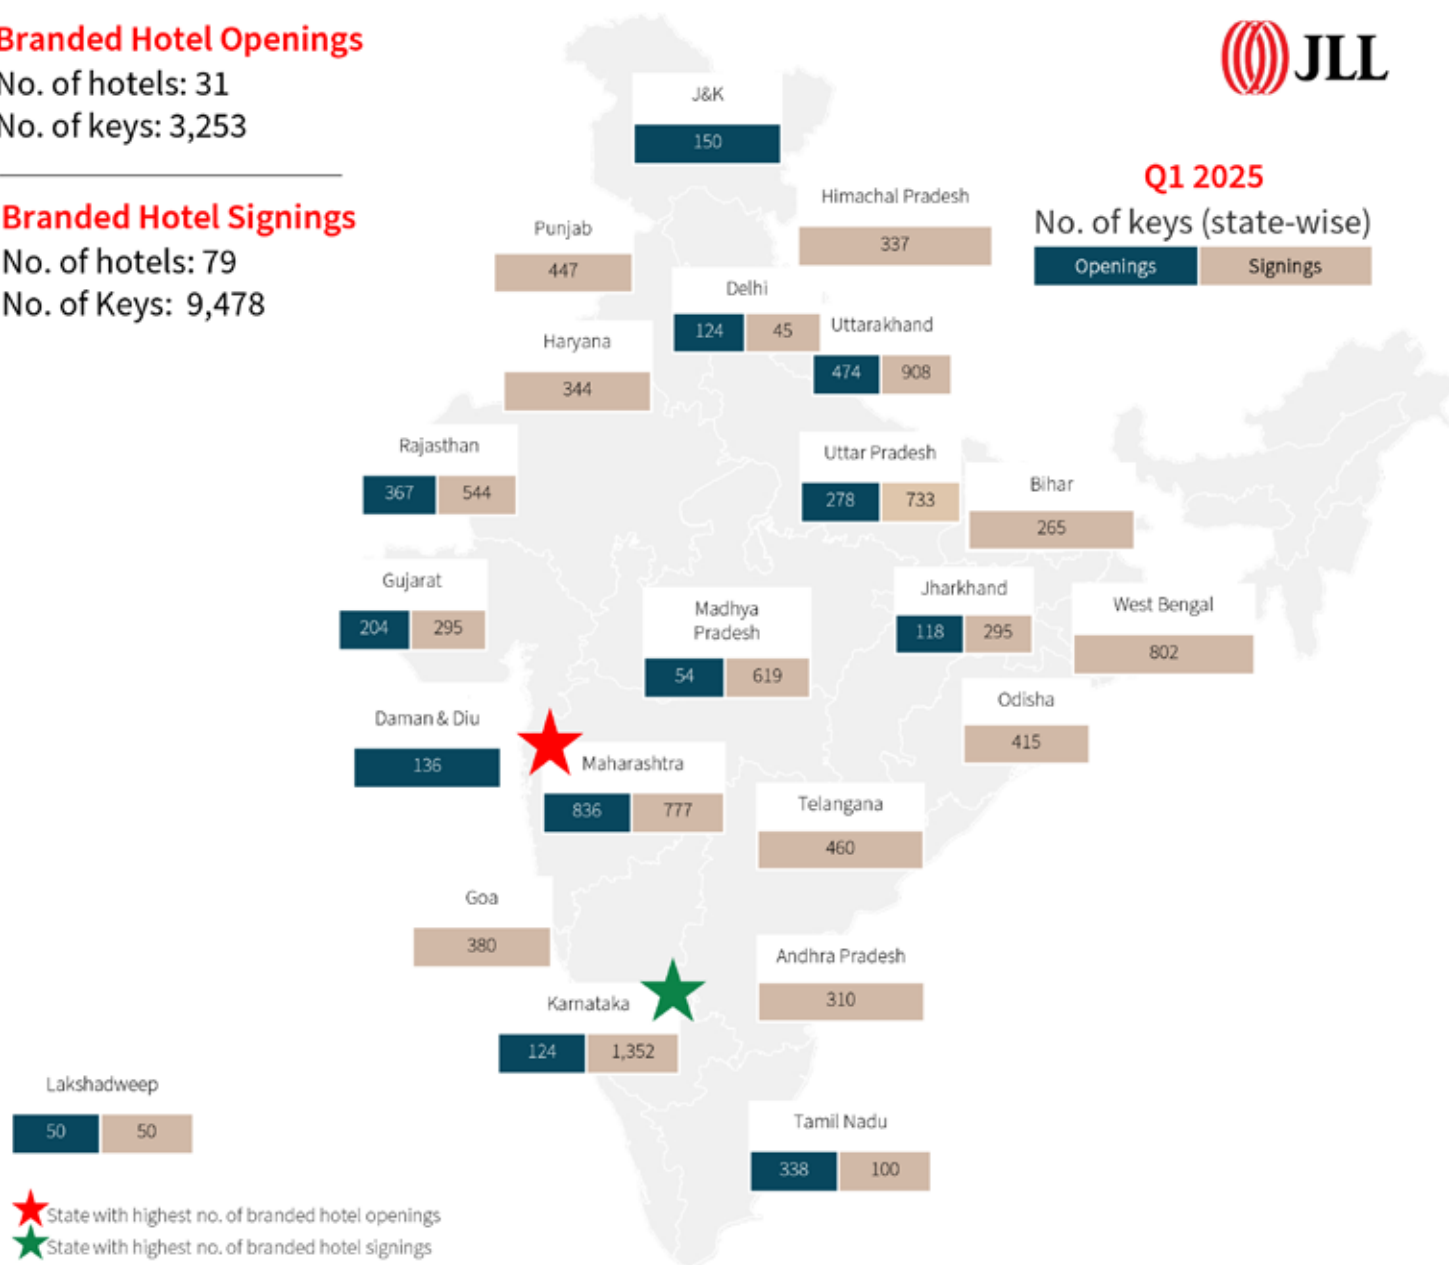 Branded Hotel Openings
No. of hotels: 31
No. of keys: 3,253
Branded Hotel Signings
No. of hotels: 79
No. of Keys: 9,478
JLL
Q1 2025
No. of keys (state-wise)
Openings Signings
J&K
150
Himachal Pradesh
337
Punjab
447
Delhi
124 45
Uttarakhand
474 908
Haryana
344
Rajasthan
367 544
Uttar Pradesh
278 733
Bihar
265
Gujarat
204 295
Madhya
Pradesh
54 619
Jharkhand
118 295
West Bengal
802
Odisha
415
Daman & Diu
136
Maharashtra
836 777
Telangana
460
Goa
380
Andhra Pradesh
310
Karnataka
124 1,352
Lakshadweep
50 50
Tamil Nadu
338 100
State with highest no. of branded hotel openings
State with highest no. of branded hotel signings